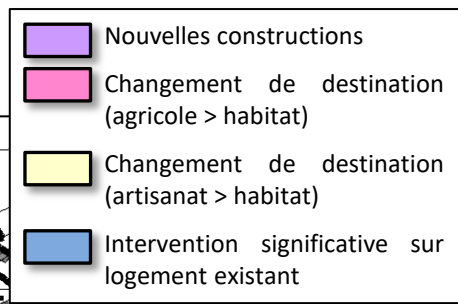 Nouvelles constructions
Changement de destination
(agricole > habitat)
Changement de destination
(artisanat > habitat)
Intervention significative sur
logement existant